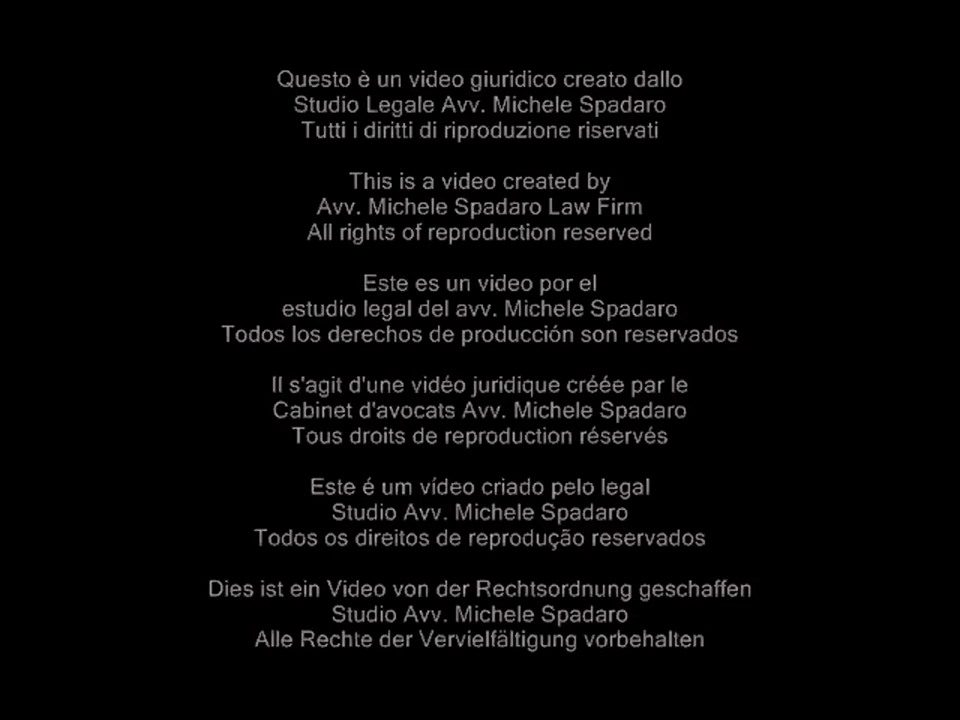 Questo è un video giuridico creato dallo
Studio Legale Avv. Michele Spadaro
Tutti i diritti di riproduzione riservati
This is a video created by
Avv. Michele Spadaro Law Firm
All rights of reproduction reserved
Este es un video por el
estudio legal del avv. Michele Spadaro
Todos los derechos de producción son reservados
Il s'agit d'une vidéo juridique créée par le
Cabinet d'avocats Avv. Michele Spadaro
Tous droits de reproduction réservés
Este é um vídeo criado pelo legal
Studio Avv. Michele Spadaro
Todos os direitos de reprodução reservados
Dies ist ein Video von der Rechtsordnung geschaffen
Studio Avv. Michele Spadaro
Alle Rechte der Vervielfältigung vorbehalten